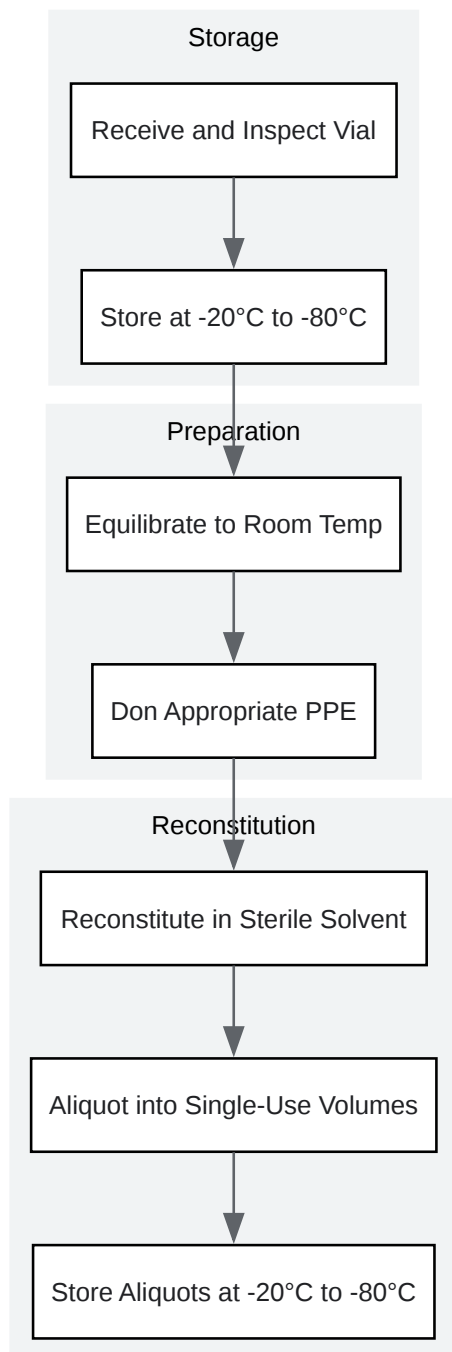 Storage
Receive and Inspect Vial
Store at -20°C to -80°C
Preparation
Equilibrate to Room Temp
Don Appropriate PPE
Reconstitution
Reconstitute in Sterile Solvent
Aliquot into Single-Use Volumes
Store Aliquots at -20°C to -80°C